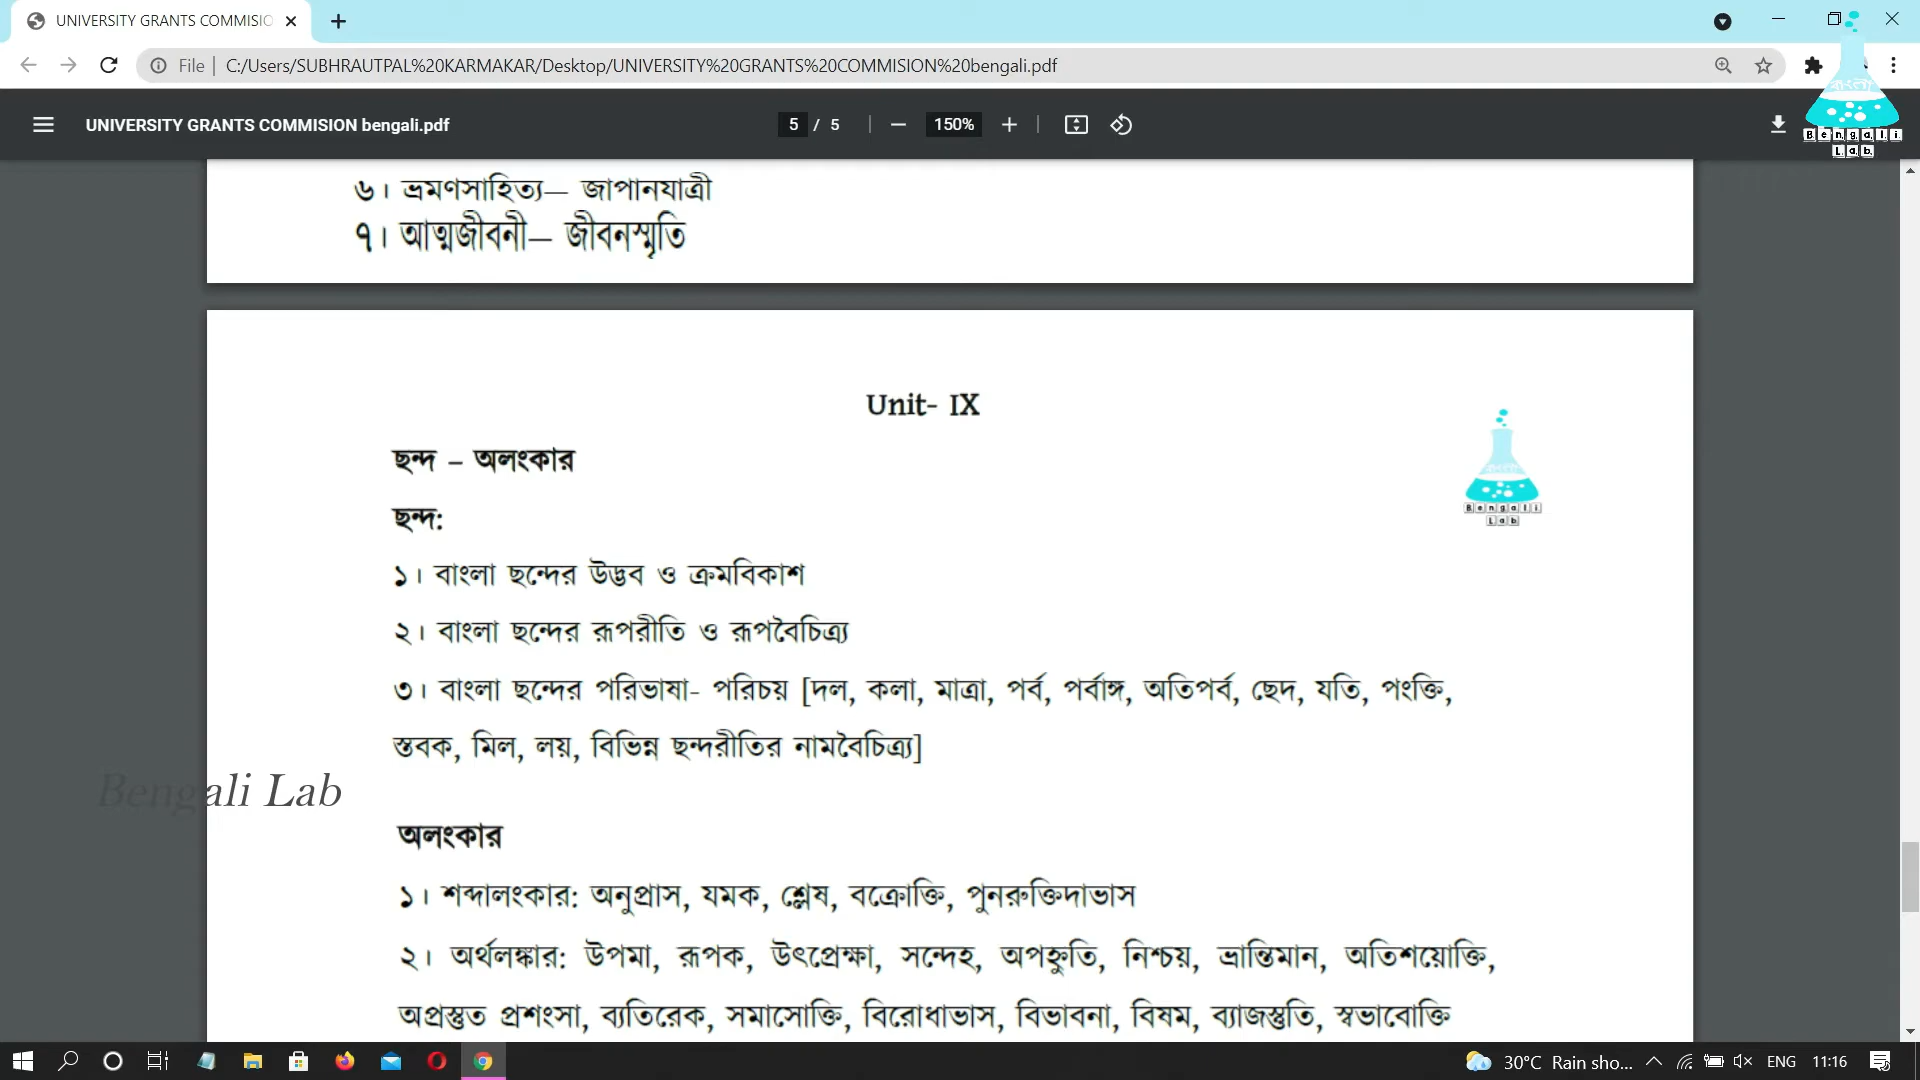 UNIVERSITY GRANTS COMMISIO
File | C:/Users/SUBHRAUTPAL%20KARMAKAR/Desktop/UNIVERSITY%20GRANTS%20COMMISION%20bengali.pdf
UNIVERSITY GRANTS COMMISION bengali.pdf
5 / 5
150%
Bengali
Lab
৬। ভ্রমণসাহিত্য— জাপানযাত্রী
৭। আত্মজীবনী— জীবনস্মৃতি
Unit- IX
ছন্দ – অলংকার
Bengali
Lab
ছন্দ:
১। বাংলা ছন্দের উদ্ভব ও ক্রমবিকাশ
২। বাংলা ছন্দের রূপরীতি ও রূপবৈচিত্র্য
৩। বাংলা ছন্দের পরিভাষা- পরিচয় [দল, কলা, মাত্রা, পর্ব, পর্বাঙ্গ, অতিপর্ব, ছেদ, যতি, পংক্তি,
স্তবক, মিল, লয়, বিভিন্ন ছন্দরীতির নামবৈচিত্র্য]
Bengali Lab
অলংকার
১। শব্দালংকার: অনুপ্রাস, যমক, শ্লেষ, বক্রোক্তি, পুনরুক্তিদাভাস
২। অর্থলঙ্কার: উপমা, রূপক, উৎপ্রেক্ষা, সন্দেহ, অপহ্নুতি, নিশ্চয়, ভ্রান্তিমান, অতিশয়োক্তি,
অপ্রস্তুত প্রশংসা, ব্যতিরেক, সমাসোক্তি, বিরোধাভাস, বিভাবনা, বিষম, ব্যাজস্তুতি, স্বভাবোক্তি
30°C Rain sho... ENG 11:16